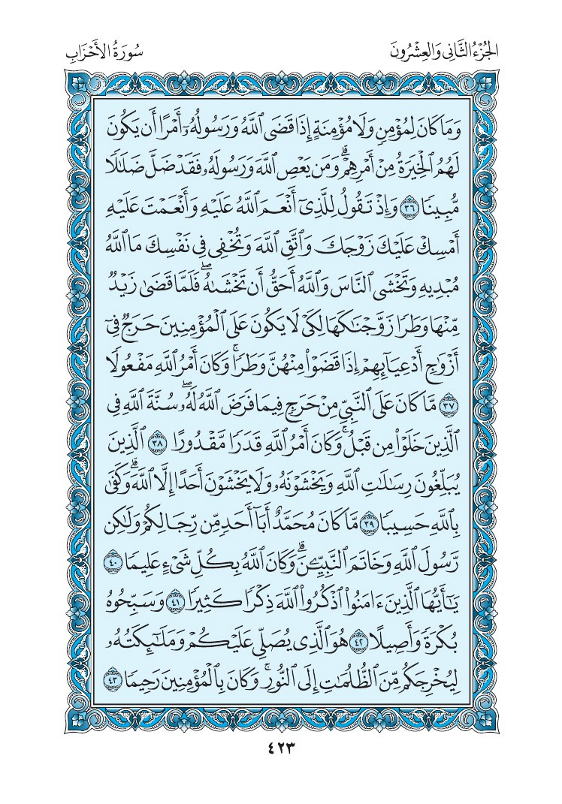 الجُزْءُ الثَّانِي وَالعِشْرُونَ
سُورَةُ الأَحْزَابِ
وَمَا كَانَ لِمُؤْمِنٍ وَلَا مُؤْمِنَةٍ إِذَا قَضَى ٱللَّهُ وَرَسُولُهُۥٓ أَمْرًا أَن يَكُونَ
لَهُمُ ٱلْخِيَرَةُ مِنْ أَمْرِهِمْۗ وَمَن يَعْصِ ٱللَّهَ وَرَسُولَهُۥ فَقَدْ ضَلَّ ضَلَٰلًا
مُّبِينًا ٣٦ وَإِذْ تَقُولُ لِلَّذِىٓ أَنْعَمَ ٱللَّهُ عَلَيْهِ وَأَنْعَمْتَ عَلَيْهِ
أَمْسِكْ عَلَيْكَ زَوْجَكَ وَٱتَّقِ ٱللَّهَ وَتُخْفِى فِى نَفْسِكَ مَا ٱللَّهُ
مُبْدِيهِ وَتَخْشَى ٱلنَّاسَ وَٱللَّهُ أَحَقُّ أَن تَخْشَىٰهُۖ فَلَمَّا قَضَىٰ زَيْدٌ
مِّنْهَا وَطَرًا زَوَّجْنَٰكَهَا لِكَىْ لَا يَكُونَ عَلَى ٱلْمُؤْمِنِينَ حَرَجٌ فِىٓ
أَزْوَٰجِ أَدْعِيَآئِهِمْ إِذَا قَضَوْا۟ مِنْهُنَّ وَطَرًاۚ وَكَانَ أَمْرُ ٱللَّهِ مَفْعُولًا
٣٧ مَّا كَانَ عَلَى ٱلنَّبِىِّ مِنْ حَرَجٍ فِيمَا فَرَضَ ٱللَّهُ لَهُۥۖ سُنَّةَ ٱللَّهِ فِى
ٱلَّذِينَ خَلَوْا۟ مِن قَبْلُۚ وَكَانَ أَمْرُ ٱللَّهِ قَدَرًا مَّقْدُورًا ٣٨ ٱلَّذِينَ
يُبَلِّغُونَ رِسَٰلَٰتِ ٱللَّهِ وَيَخْشَوْنَهُۥ وَلَا يَخْشَوْنَ أَحَدًا إِلَّا ٱللَّهَۗ وَكَفَىٰ
بِٱللَّهِ حَسِيبًا ٣٩ مَّا كَانَ مُحَمَّدٌ أَبَآ أَحَدٍ مِّن رِّجَالِكُمْ وَلَٰكِن
رَّسُولَ ٱللَّهِ وَخَاتَمَ ٱلنَّبِيِّـۧنَۗ وَكَانَ ٱللَّهُ بِكُلِّ شَىْءٍ عَلِيمًا ٤٠
يَٰٓأَيُّهَا ٱلَّذِينَ ءَامَنُوا۟ ٱذْكُرُوا۟ ٱللَّهَ ذِكْرًا كَثِيرًا ٤١ وَسَبِّحُوهُ
بُكْرَةً وَأَصِيلًا ٤٢ هُوَ ٱلَّذِى يُصَلِّى عَلَيْكُمْ وَمَلَٰٓئِكَتُهُۥ
لِيُخْرِجَكُم مِّنَ ٱلظُّلُمَٰتِ إِلَى ٱلنُّورِۚ وَكَانَ بِٱلْمُؤْمِنِينَ رَحِيمًا ٤٣
٤٢٣